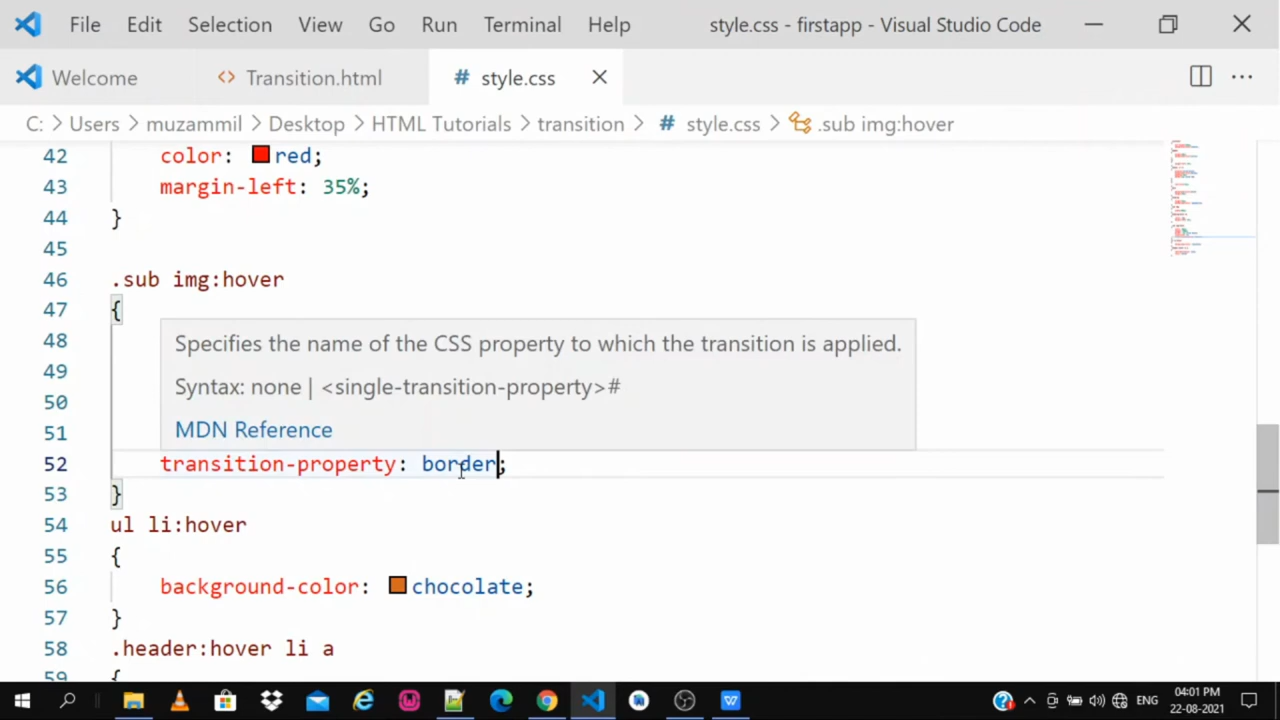 File Edit Selection View Go Run Terminal Help style.css - firstapp - Visual Studio Code
Welcome <> Transition.html # style.css
C: > Users > muzammil > Desktop > HTML Tutorials > transition > # style.css > .sub img:hover
42 color: red;
43 margin-left: 35%;
44 }
45
46 .sub img:hover
47 {
48 Specifies the name of the CSS property to which the transition is applied.
49 Syntax: none | <single-transition-property>#
50
51 MDN Reference
52 transition-property: border;
53 }
54 ul li:hover
55 {
56 background-color: chocolate;
57 }
58 .header:hover li a
59 {
ENG 04:01 PM
22-08-2021